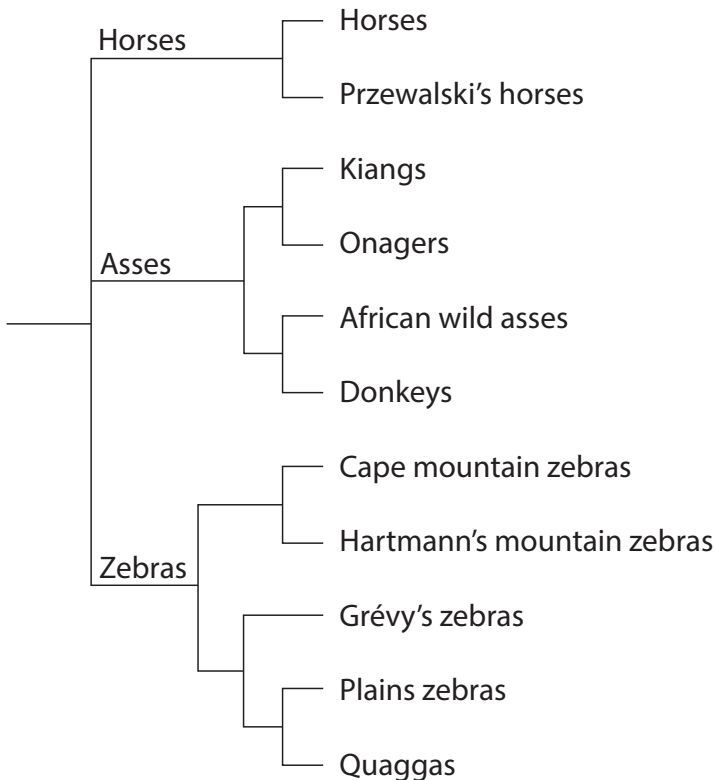 Horses
Horses
Przewalski’s horses
Kiangs
Asses
Onagers
African wild asses
Donkeys
Cape mountain zebras
Hartmann’s mountain zebras
Zebras
Grévy’s zebras
Plains zebras
Quaggas